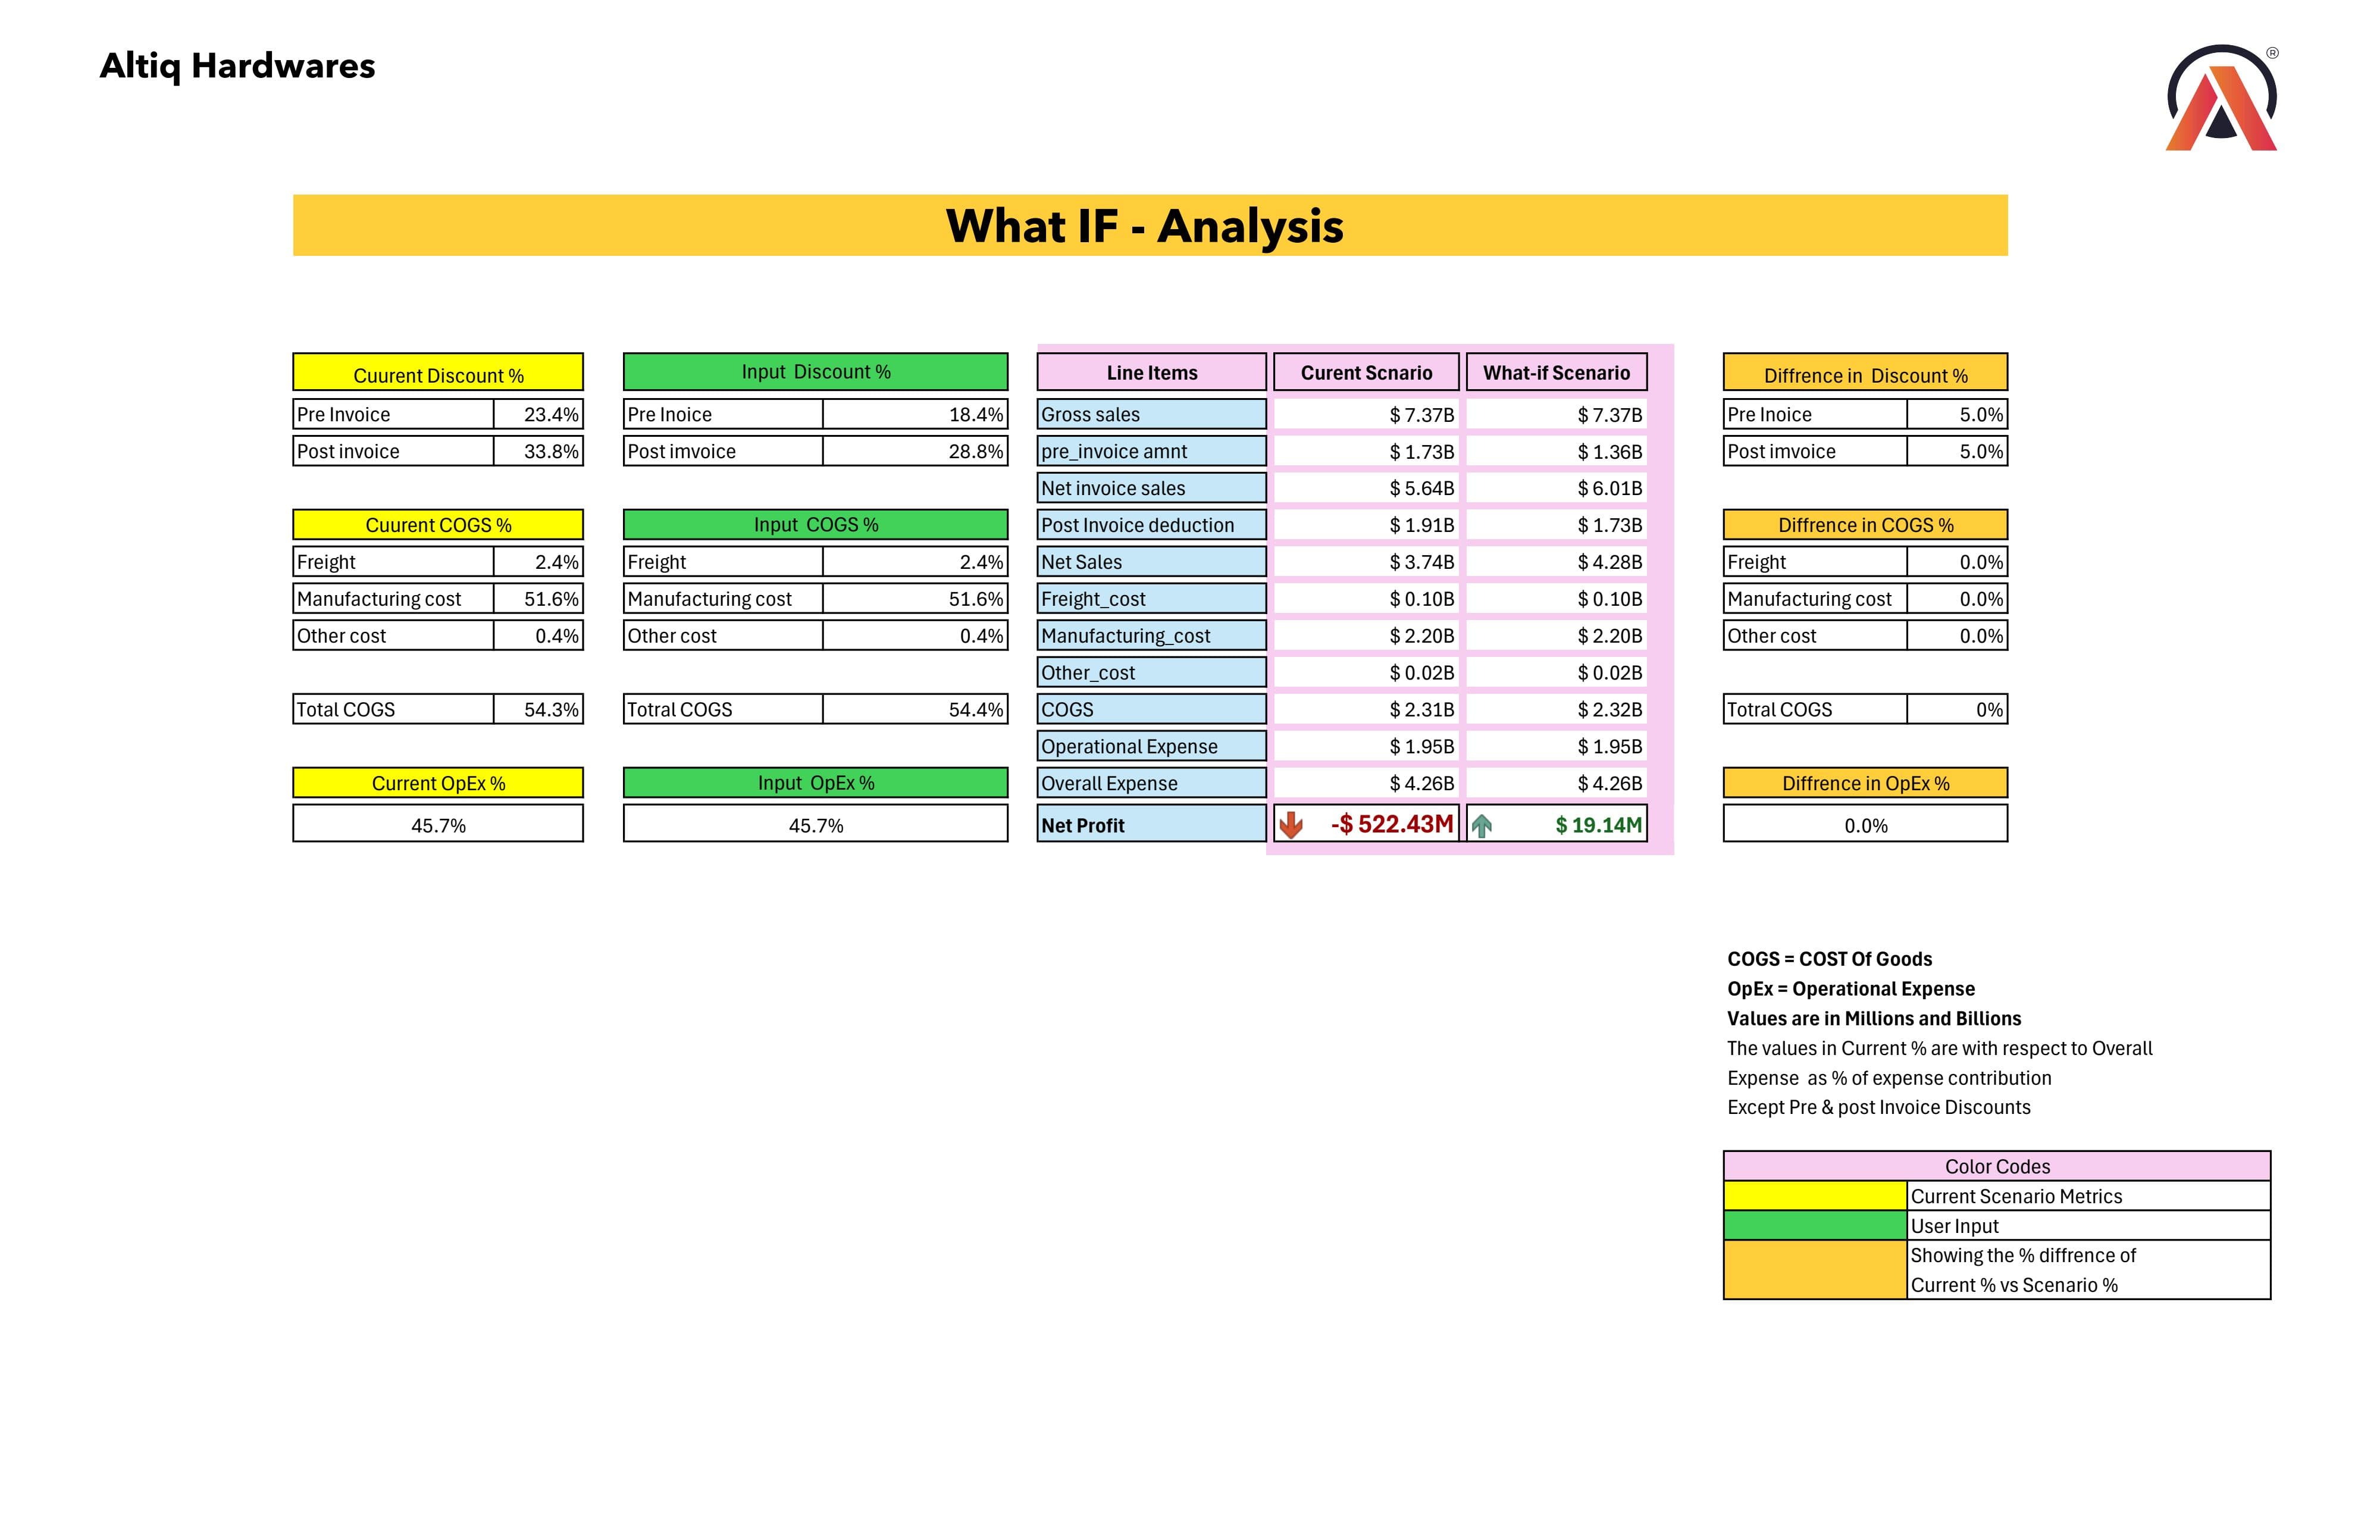 Altiq Hardwares
®
What IF - Analysis
Cuurent Discount %
Pre Invoice 23.4%
Post invoice 33.8%
Cuurent COGS %
Freight 2.4%
Manufacturing cost 51.6%
Other cost 0.4%
Total COGS 54.3%
Current OpEx %
45.7%
Input  Discount %
Pre Inoice 18.4%
Post imvoice 28.8%
Input  COGS %
Freight 2.4%
Manufacturing cost 51.6%
Other cost 0.4%
Totral COGS 54.4%
Input  OpEx %
45.7%
Line Items Curent Scnario What-if Scenario
Gross sales $ 7.37B $ 7.37B
pre_invoice amnt $ 1.73B $ 1.36B
Net invoice sales $ 5.64B $ 6.01B
Post Invoice deduction $ 1.91B $ 1.73B
Net Sales $ 3.74B $ 4.28B
Freight_cost $ 0.10B $ 0.10B
Manufacturing_cost $ 2.20B $ 2.20B
Other_cost $ 0.02B $ 0.02B
COGS $ 2.31B $ 2.32B
Operational Expense $ 1.95B $ 1.95B
Overall Expense $ 4.26B $ 4.26B
Net Profit -$ 522.43M $ 19.14M
Diffrence in  Discount %
Pre Inoice 5.0%
Post imvoice 5.0%
Diffrence in COGS %
Freight 0.0%
Manufacturing cost 0.0%
Other cost 0.0%
Totral COGS 0%
Diffrence in OpEx %
0.0%
COGS = COST Of Goods
OpEx = Operational Expense
Values are in Millions and Billions
The values in Current % are with respect to Overall
Expense  as % of expense contribution
Except Pre & post Invoice Discounts
Color Codes
Current Scenario Metrics
User Input
Showing the % diffrence of
Current % vs Scenario %